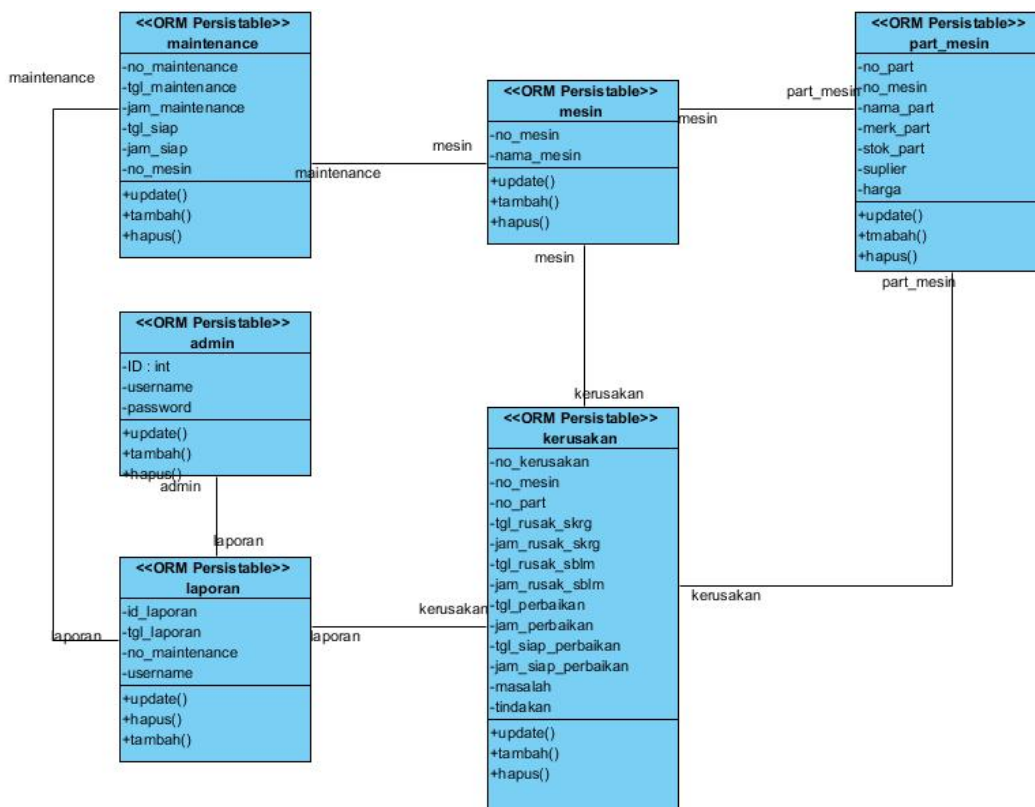 <<ORM Persistable>>
maintenance
-no_maintenance
-tgl_maintenance
-jam_maintenance
-tgl_siap
-jam_siap
-no_mesin
+update()
+tambah()
+hapus()
maintenance
maintenance
mesin
<<ORM Persistable>>
mesin
-no_mesin
-nama_mesin
+update()
+tambah()
+hapus()
mesin
part_mesin
mesin
<<ORM Persistable>>
part_mesin
-no_part
-no_mesin
-nama_part
-merk_part
-stok_part
-suplier
-harga
+update()
+tmabah()
+hapus()
part_mesin
<<ORM Persistable>>
admin
-ID : int
-username
-password
+update()
+tambah()
+hapus()
admin
laporan
<<ORM Persistable>>
laporan
-id_laporan
-tgl_laporan
-no_maintenance
-username
+update()
+hapus()
+tambah()
laporan
laporan
kerusakan
kerusakan
<<ORM Persistable>>
kerusakan
-no_kerusakan
-no_mesin
-no_part
-tgl_rusak_skrg
-jam_rusak_skrg
-tgl_rusak_sblm
-jam_rusak_sblm
-tgl_perbaikan
-jam_perbaikan
-tgl_siap_perbaikan
-jam_siap_perbaikan
-masalah
-tindakan
+update()
+tambah()
+hapus()
kerusakan